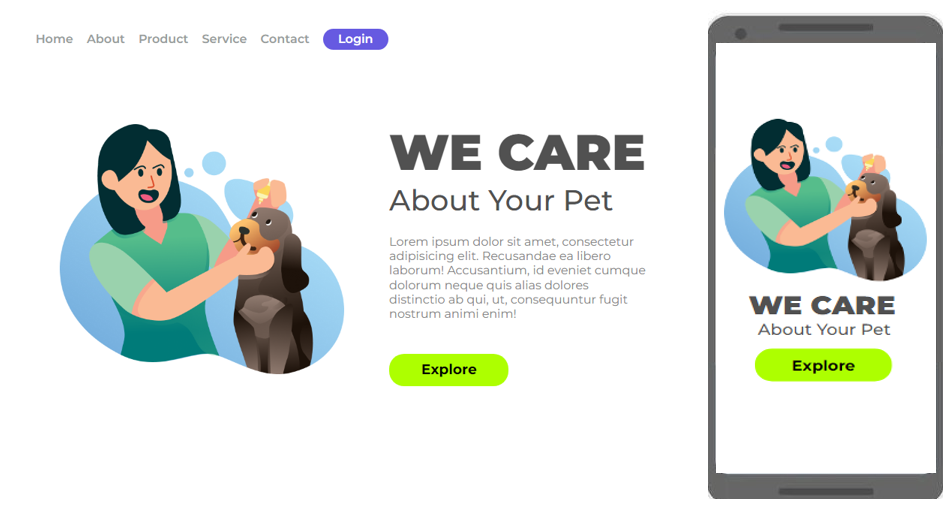 Home About Product Service Contact Login
WE CARE
About Your Pet
Lorem ipsum dolor sit amet, consectetur
adipisicing elit. Recusandae ea libero
laborum! Accusantium, id eveniet cumque
dolorum neque quis alias dolores
distinctio ab qui, ut, consequuntur fugit
nostrum animi enim!
Explore
WE CARE
About Your Pet
Explore